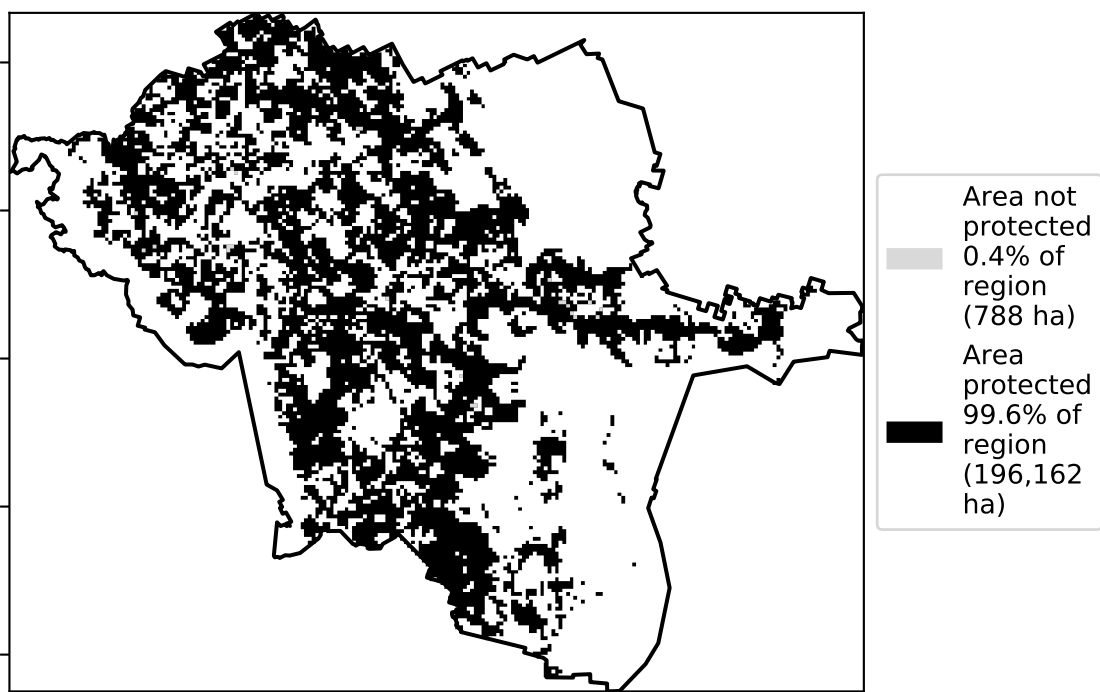 Area not
protected
0.4% of
region
(788 ha)
Area
protected
99.6% of
region
(196,162
ha)